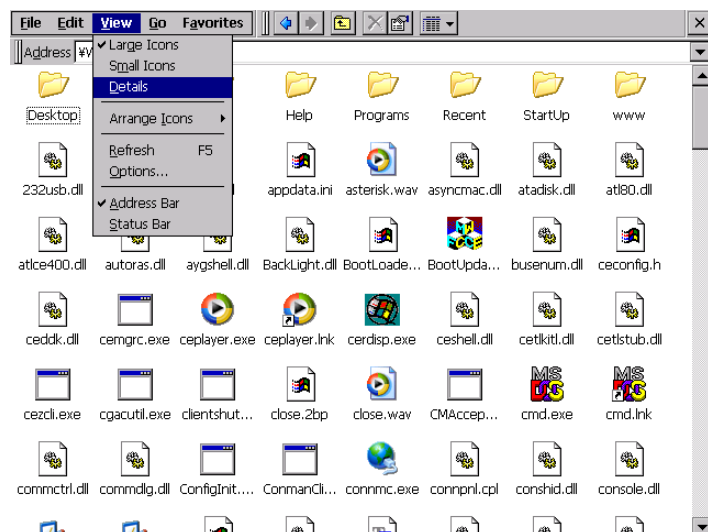 File Edit View Go Favorites
Address
Large Icons
Small Icons
Details
Arrange Icons
Refresh F5
Options...
Address Bar
Status Bar
Desktop Help Programs Recent StartUp www
232usb.dll appdata.ini asterisk.wav asyncmac.dll atadisk.dll atl80.dll
atlce400.dll autoras.dll aygshell.dll BackLight.dll BootLoade... BootUpda... busenum.dll ceconfig.h
ceddk.dll cemgrc.exe ceplayer.exe ceplayer.lnk cerdisp.exe ceshell.dll cetlkitl.dll cetlstub.dll
cezcli.exe cgacutil.exe clientshut... close.2bp close.wav CMAccep... cmd.exe cmd.lnk
commctrl.dll commdlg.dll ConfigInit.... ConmanCli... connmc.exe connpnl.cpl conshid.dll console.dll